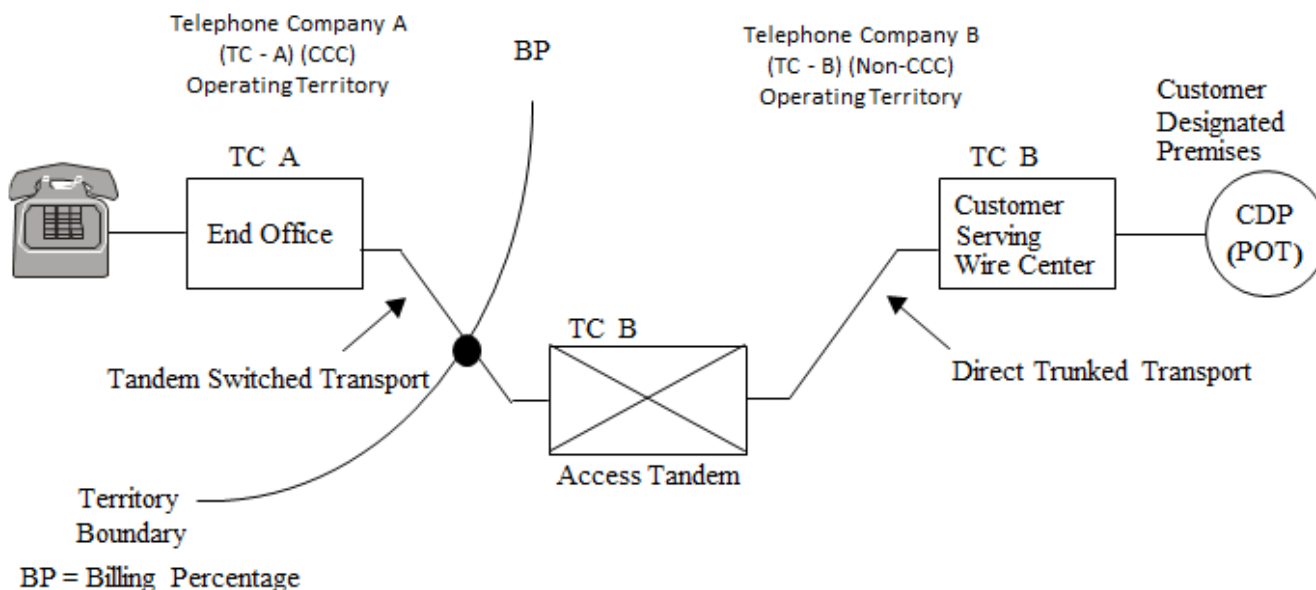 Telephone Company A
(TC - A) (CCC)
Operating Territory
BP
Telephone Company B
(TC - B) (Non-CCC)
Operating Territory
Customer
Designated
Premises
TC A
End Office
TC B
Customer
Serving
Wire Center
CDP
(POT)
Tandem Switched Transport
TC B
Access Tandem
Direct Trunked Transport
Territory
Boundary
BP = Billing Percentage